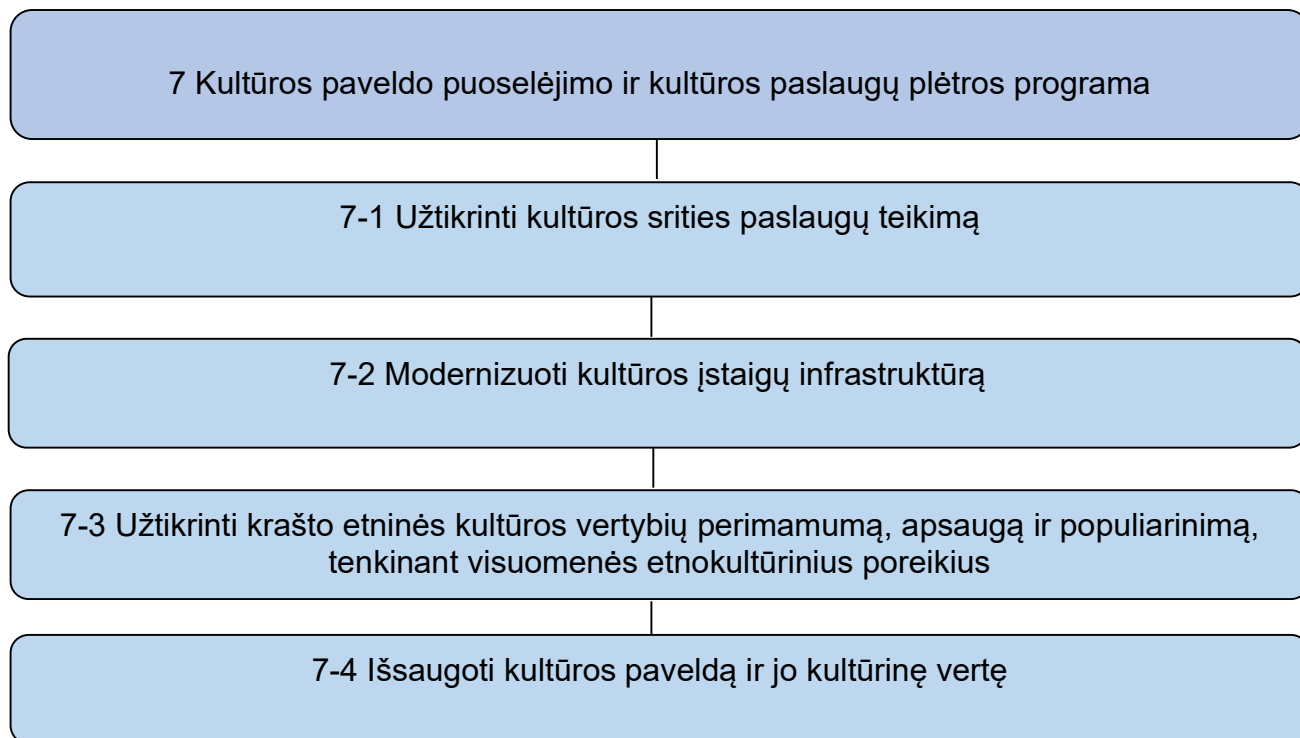 7 Kultūros paveldo puoselėjimo ir kultūros paslaugų plėtros programa
7-1 Užtikrinti kultūros srities paslaugų teikimą
7-2 Modernizuoti kultūros įstaigų infrastruktūrą
7-3 Užtikrinti krašto etninės kultūros vertybių perimamumą, apsaugą ir populiarinimą,
tenkinant visuomenės etnokultūrinius poreikius
7-4 Išsaugoti kultūros paveldą ir jo kultūrinę vertę